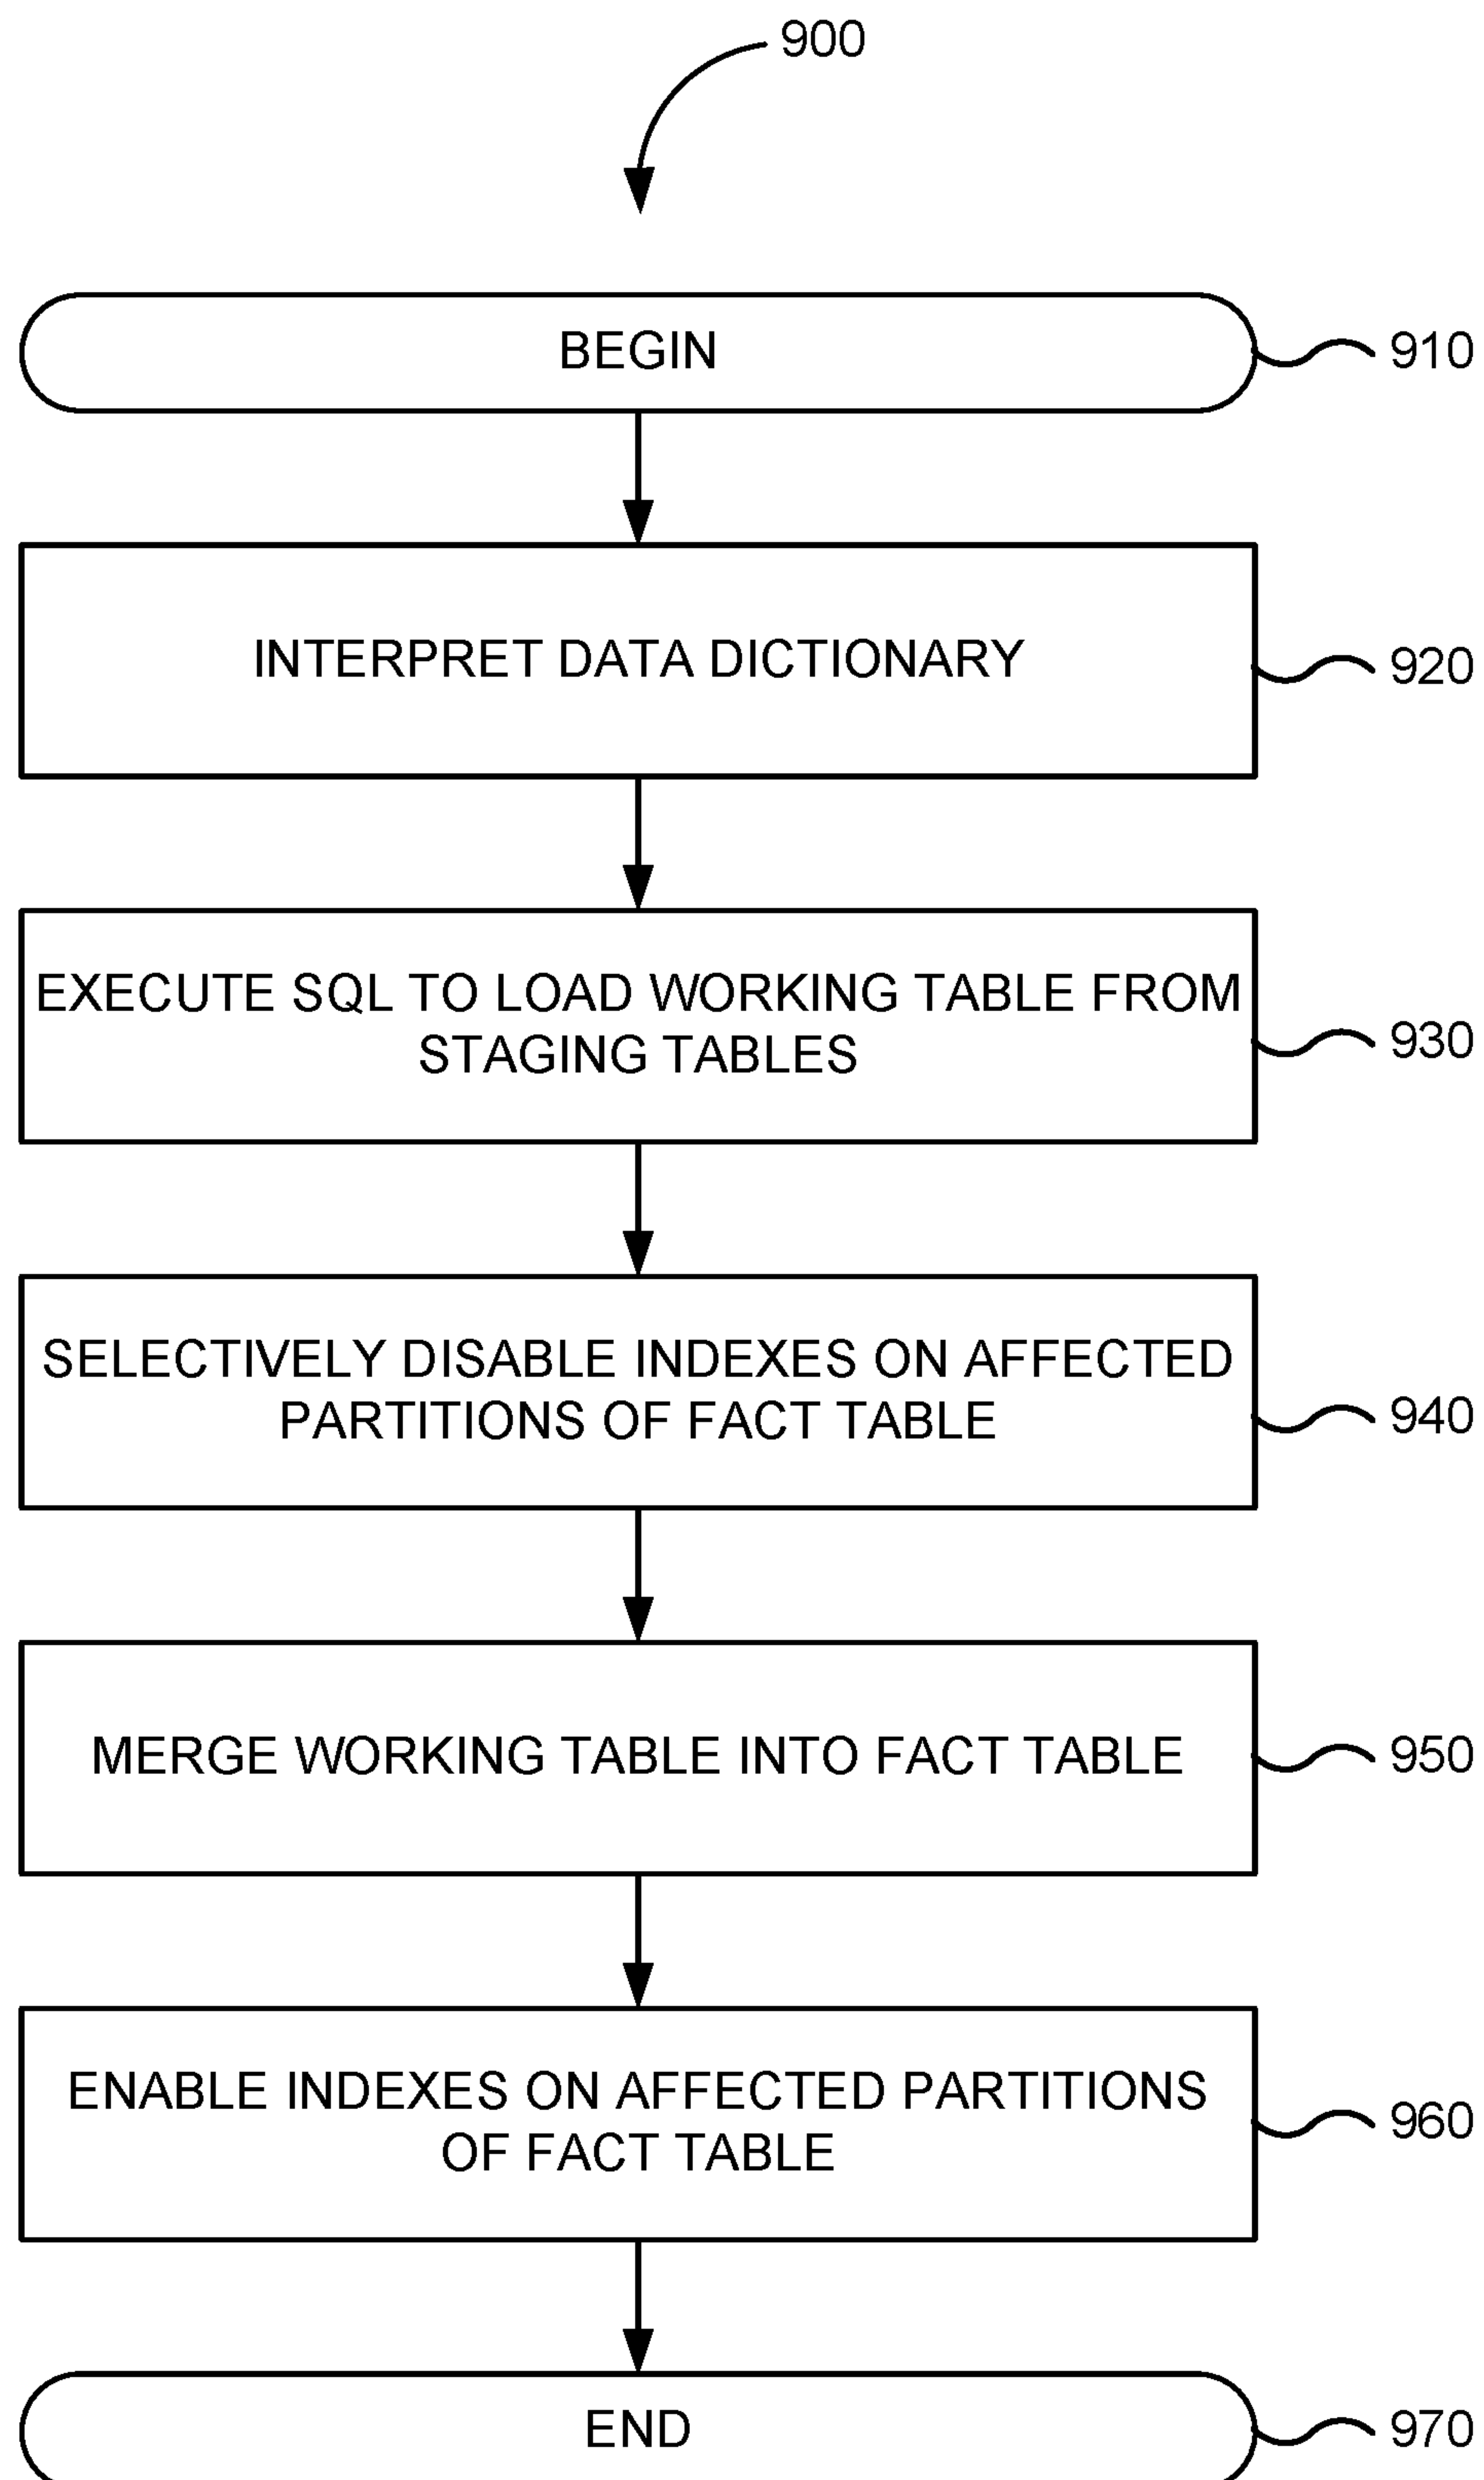 900
BEGIN
910
INTERPRET DATA DICTIONARY
920
EXECUTE SQL TO LOAD WORKING TABLE FROM
STAGING TABLES
930
SELECTIVELY DISABLE INDEXES ON AFFECTED
PARTITIONS OF FACT TABLE
940
MERGE WORKING TABLE INTO FACT TABLE
950
ENABLE INDEXES ON AFFECTED PARTITIONS
OF FACT TABLE
960
END
970